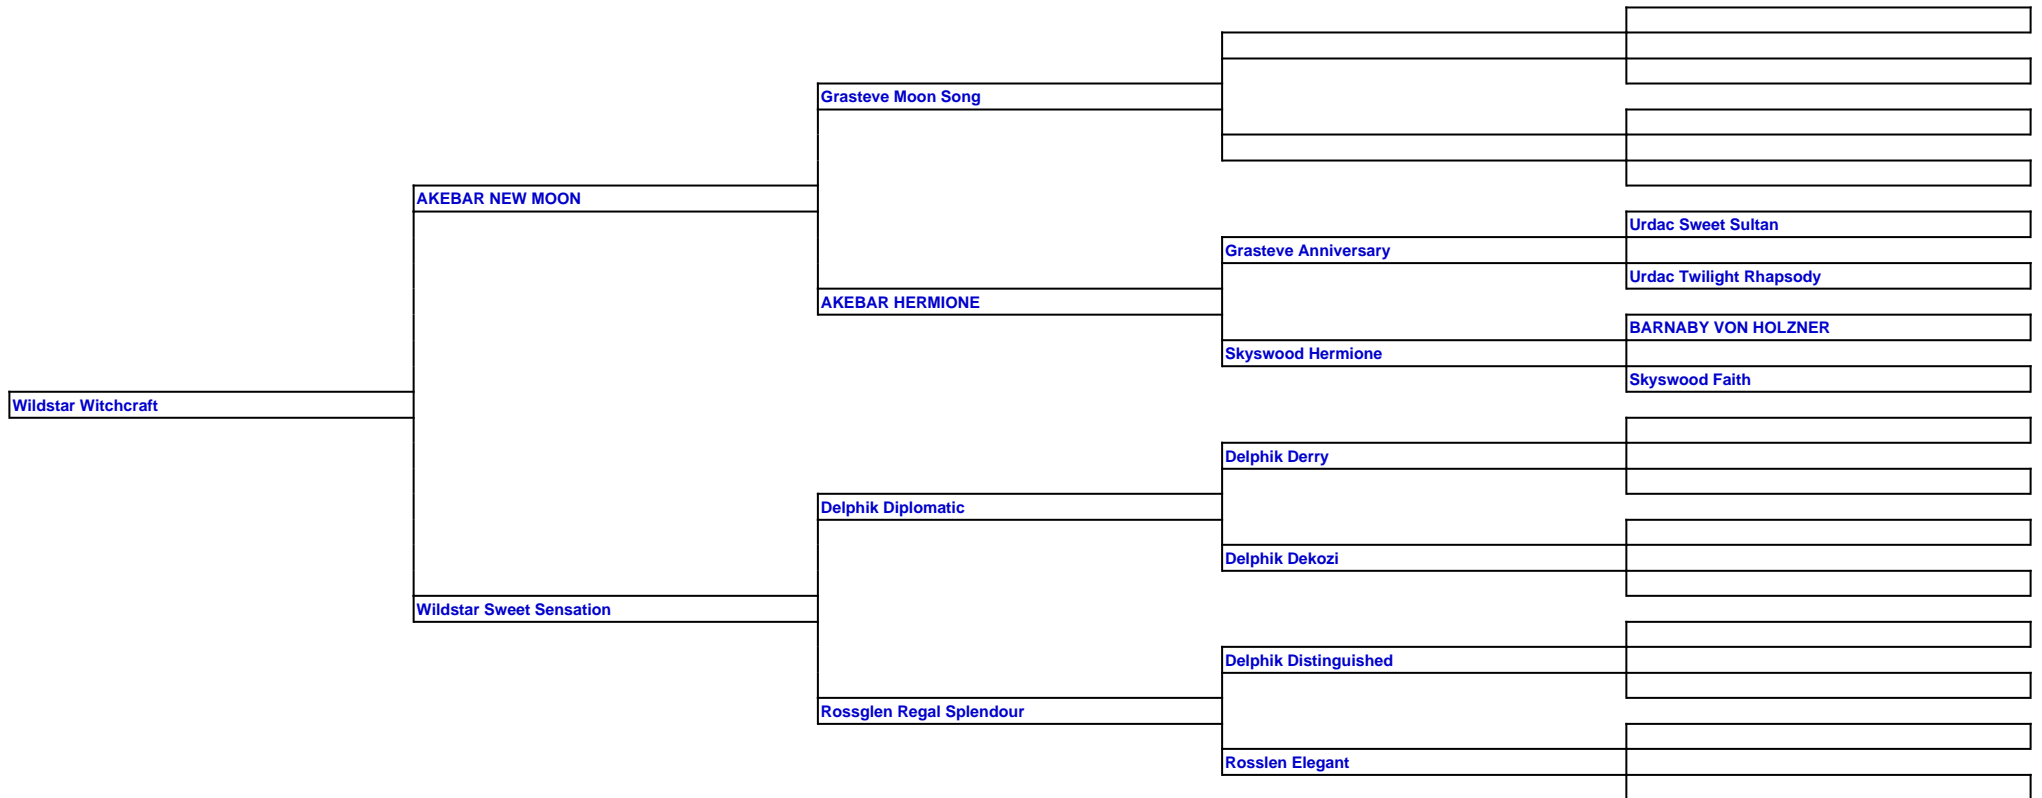 Grasteve Moon Song
AKEBAR NEW MOON
Urdac Sweet Sultan
Grasteve Anniversary
Urdac Twilight Rhapsody
AKEBAR HERMIONE
BARNABY VON HOLZNER
Skyswood Hermione
Skyswood Faith
Wildstar Witchcraft
Delphik Derry
Delphik Diplomatic
Delphik Dekozi
Wildstar Sweet Sensation
Delphik Distinguished
Rossglen Regal Splendour
Rosslen Elegant